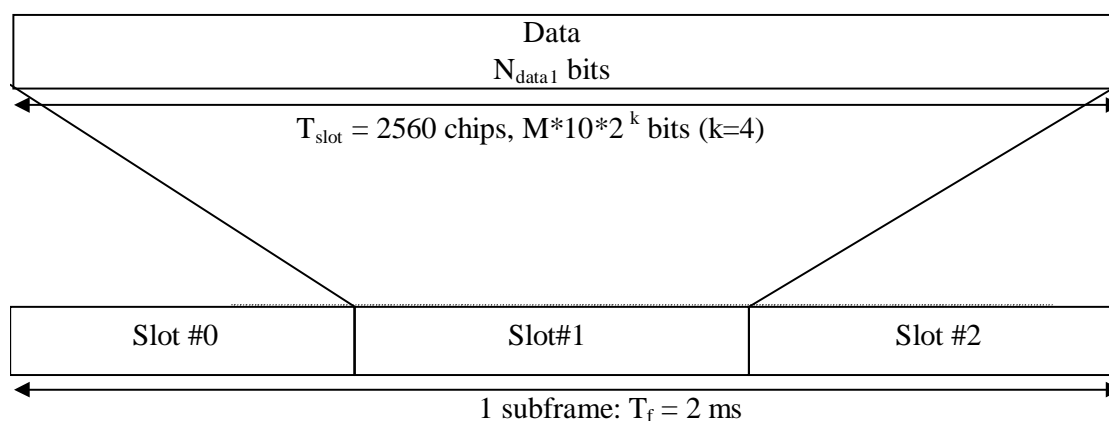 Data
N_data1 bits
T_slot = 2560 chips, M*10*2^k bits (k=4)
Slot #0 Slot#1 Slot #2
1 subframe: T_f = 2 ms